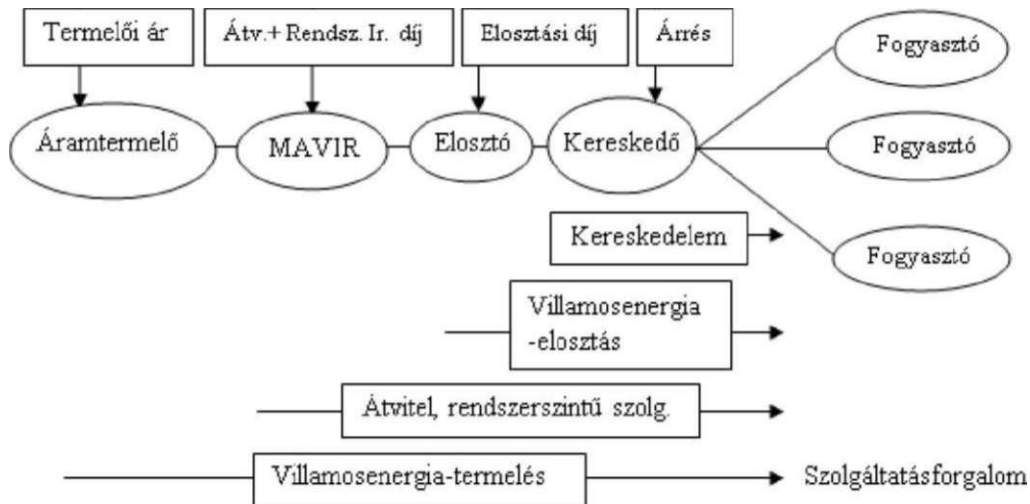 Termelői ár
Átv.+ Rendsz. Ir. díj
Elosztási díj
Árrés
Fogyasztó
Áramtermelő
MAVIR
Elosztó
Kereskedő
Fogyasztó
Kereskedelem
Fogyasztó
Villamosenergia
-elosztás
Átvitel, rendszerszintű szolg.
Villamosenergia-termelés
Szolgáltatásforgalom